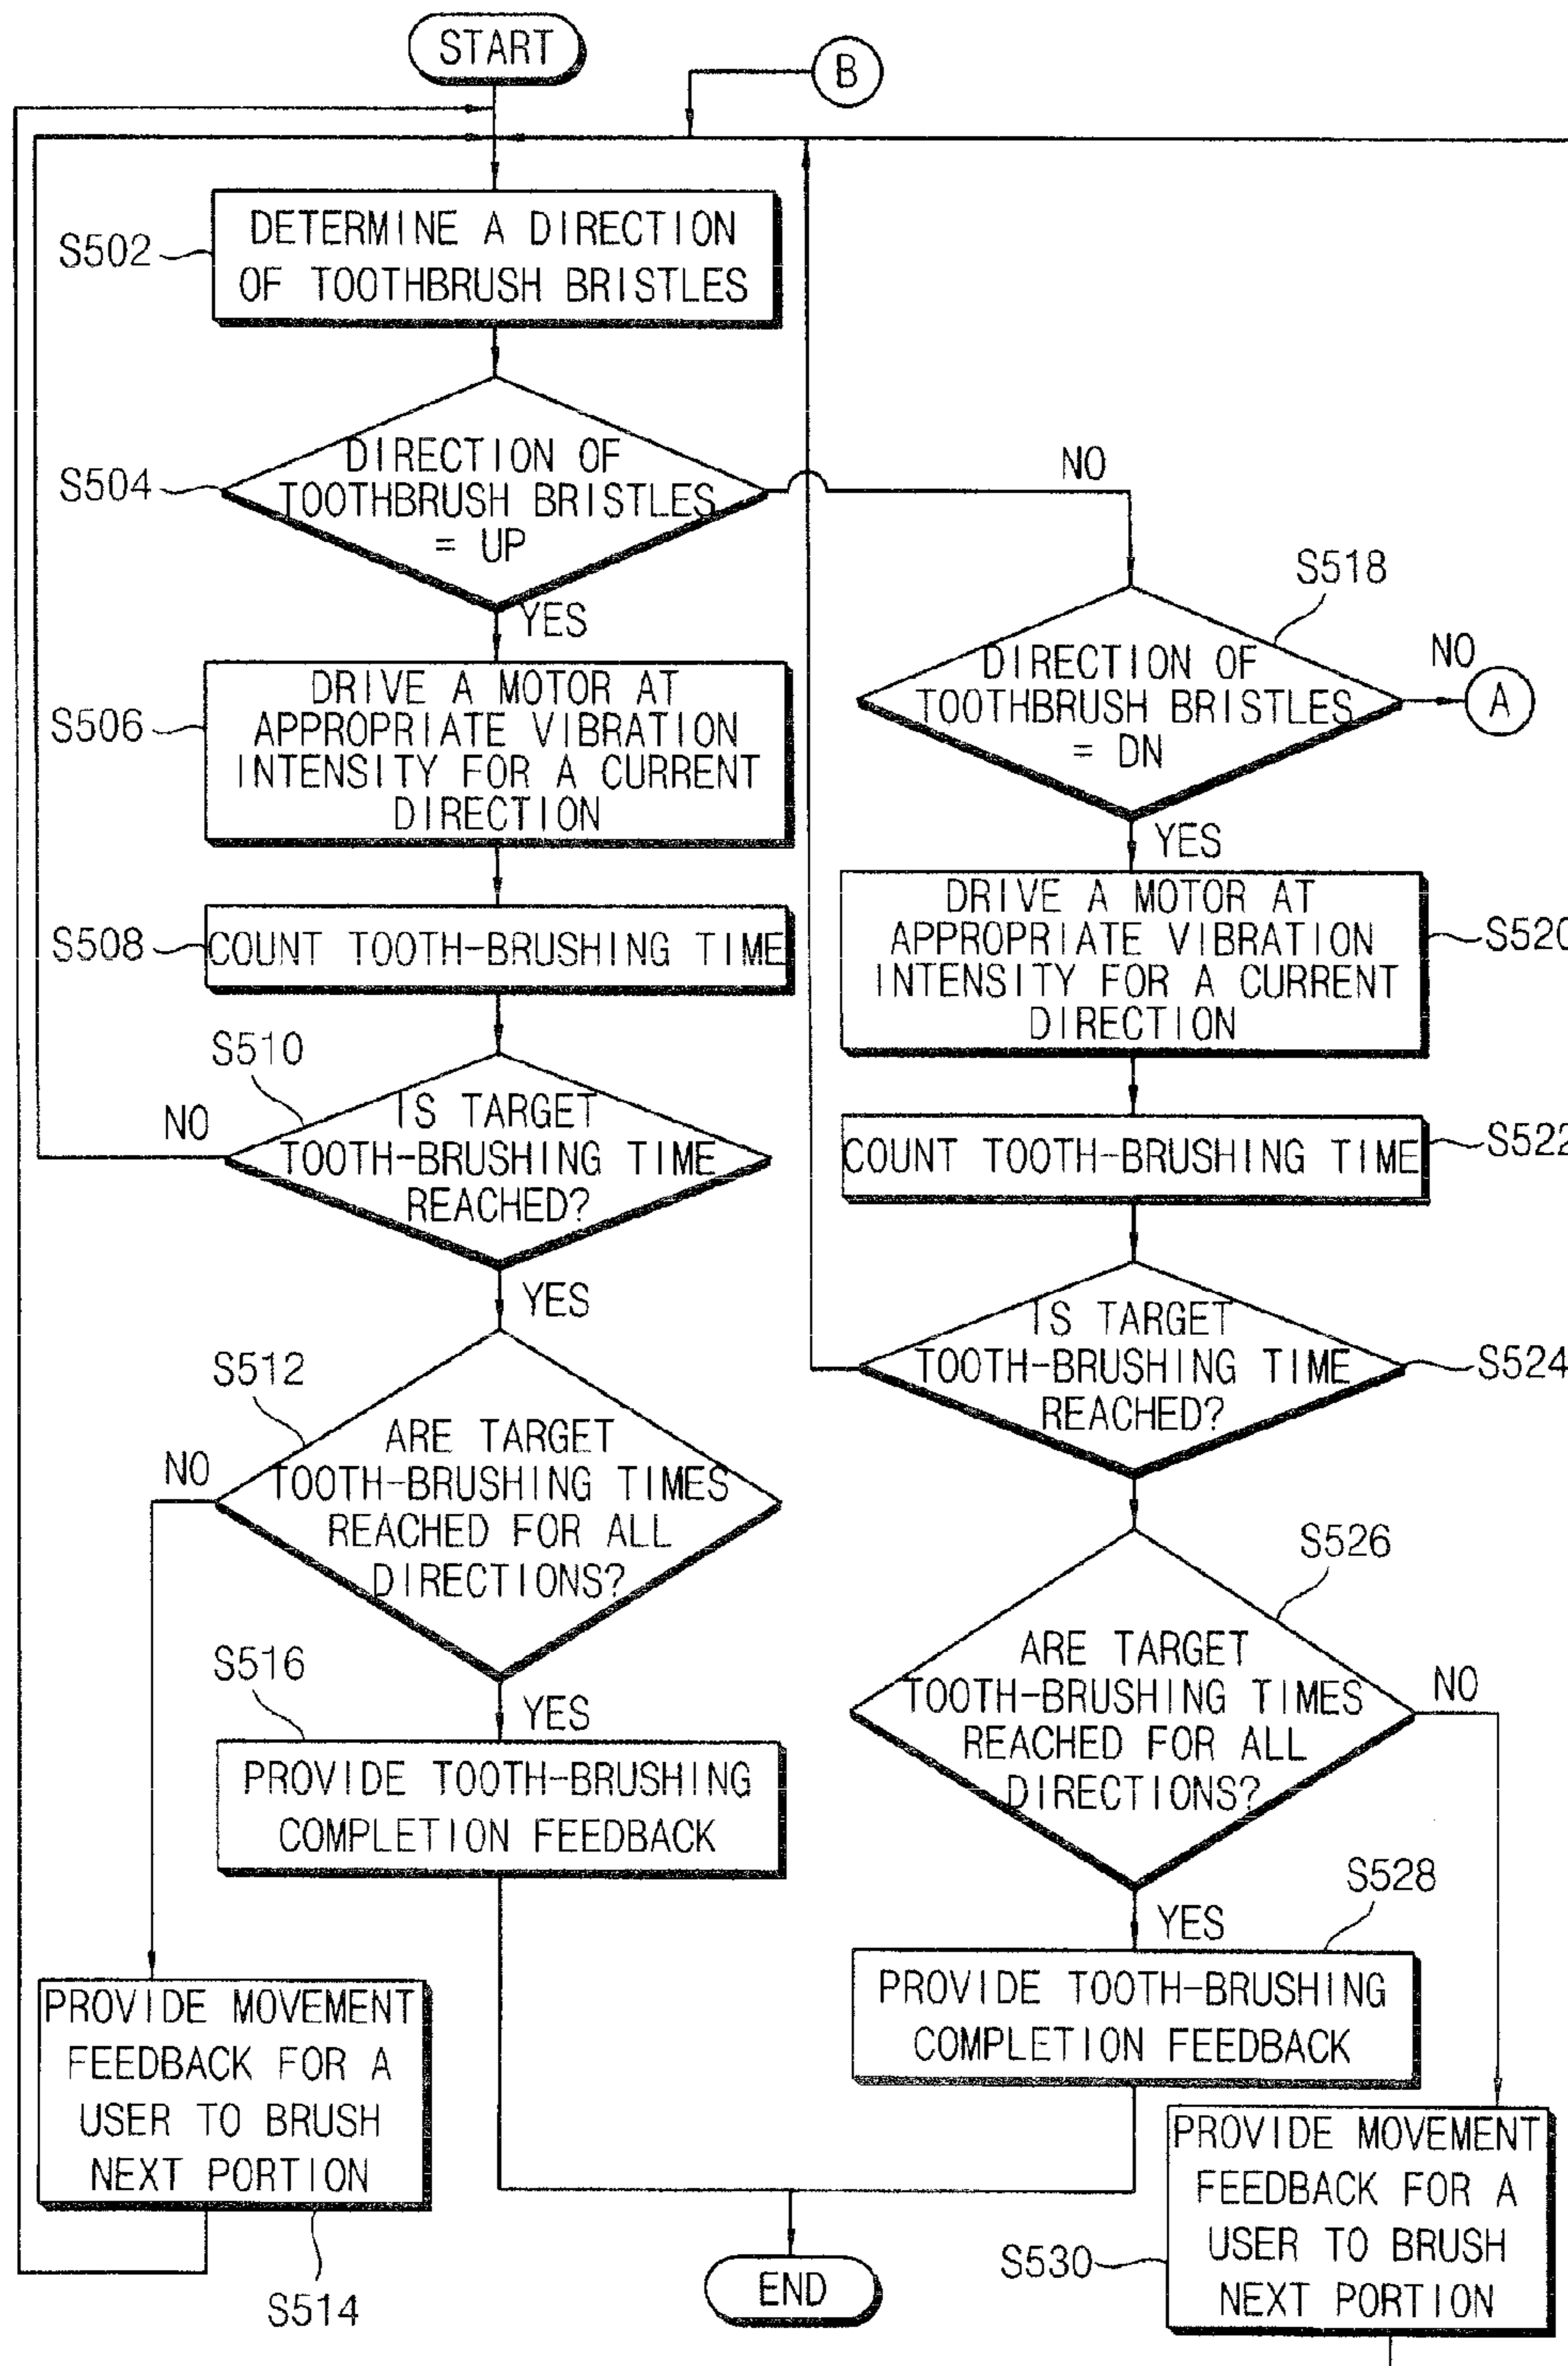 START
B
S502
DETERMINE A DIRECTION
OF TOOTHBRUSH BRISTLES
S504
DIRECTION OF
TOOTHBRUSH BRISTLES
= UP
NO
YES
S506
DRIVE A MOTOR AT
APPROPRIATE VIBRATION
INTENSITY FOR A CURRENT
DIRECTION
S508
COUNT TOOTH-BRUSHING TIME
S510
NO
IS TARGET
TOOTH-BRUSHING TIME
REACHED?
YES
S512
NO
ARE TARGET
TOOTH-BRUSHING TIMES
REACHED FOR ALL
DIRECTIONS?
S516
YES
PROVIDE TOOTH-BRUSHING
COMPLETION FEEDBACK
PROVIDE MOVEMENT
FEEDBACK FOR A
USER TO BRUSH
NEXT PORTION
S514
S518
DIRECTION OF
TOOTHBRUSH BRISTLES
= DN
NO
A
YES
DRIVE A MOTOR AT
APPROPRIATE VIBRATION
INTENSITY FOR A CURRENT
DIRECTION
S520
COUNT TOOTH-BRUSHING TIME
S522
IS TARGET
TOOTH-BRUSHING TIME
REACHED?
S524
S526
ARE TARGET
TOOTH-BRUSHING TIMES
REACHED FOR ALL
DIRECTIONS?
NO
S528
YES
PROVIDE TOOTH-BRUSHING
COMPLETION FEEDBACK
PROVIDE MOVEMENT
FEEDBACK FOR A
USER TO BRUSH
NEXT PORTION
S530
END